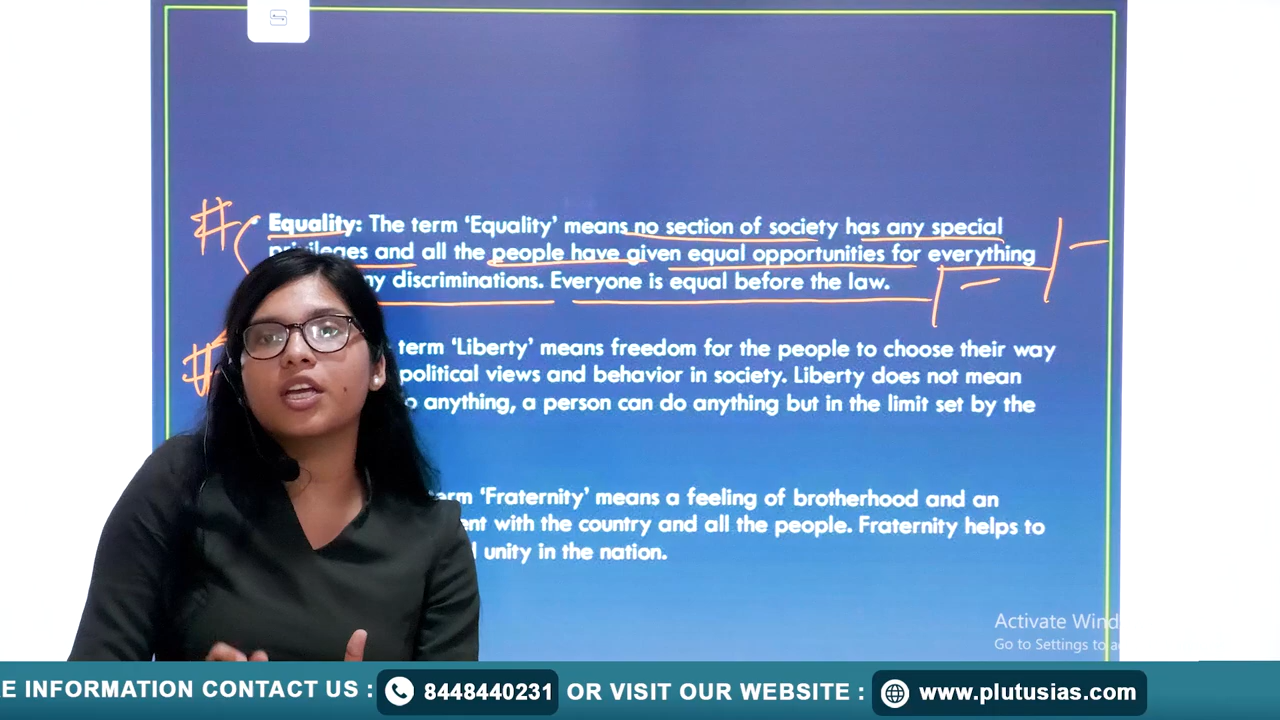 Equality: The term ‘Equality’ means no section of society has any special
privileges and all the people have given equal opportunities for everything
discriminations. Everyone is equal before the law.
term ‘Liberty’ means freedom for the people to choose their way
political views and behavior in society. Liberty does not mean
anything, a person can do anything but in the limit set by the
‘Fraternity’ means a feeling of brotherhood and an
with the country and all the people. Fraternity helps to
unity in the nation.
Activate
Go to Settings to
INFORMATION CONTACT US : 8448440231 OR VISIT OUR WEBSITE : www.plutusias.com